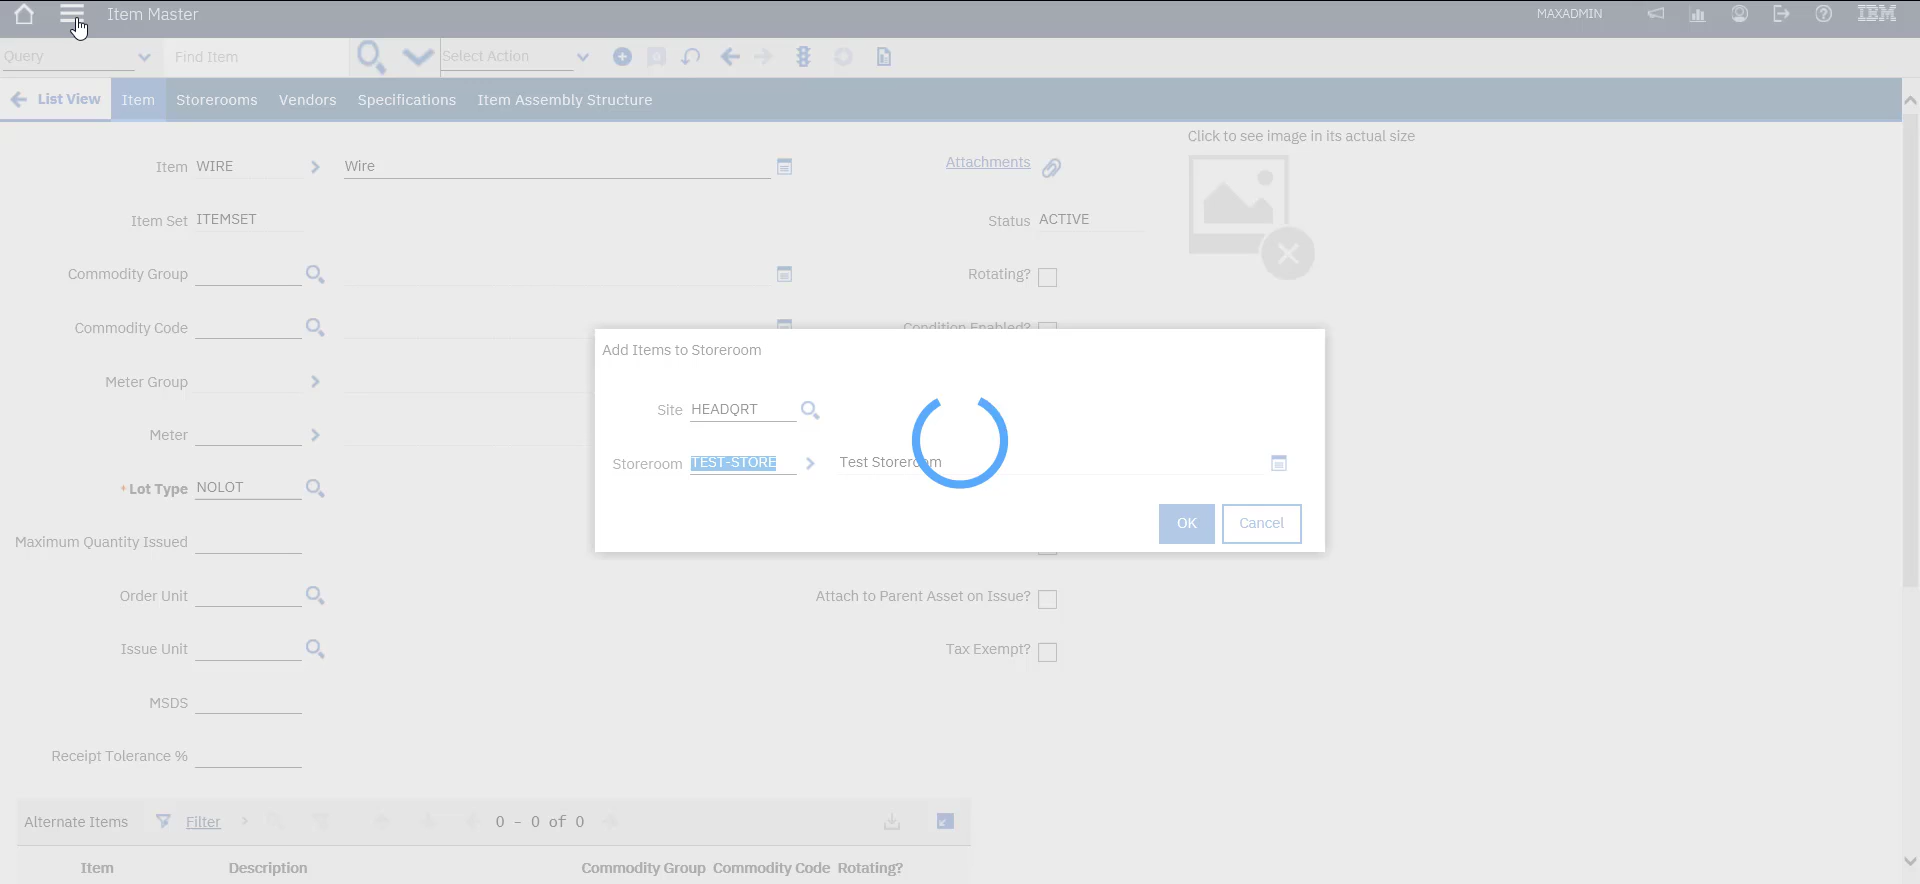 Item Master
MAXADMIN
IBM
Query
Find Item
Select Action
List View
Item
Storerooms
Vendors
Specifications
Item Assembly Structure
Click to see image in its actual size
Item WIRE
Wire
Attachments
Item Set ITEMSET
Status ACTIVE
Commodity Group
Rotating?
Commodity Code
Condition Enabled?
Add Items to Storeroom
Meter Group
Site HEADQRT
Meter
Storeroom TEST-STORE
Test Storeroom
* Lot Type NOLOT
OK
Cancel
Maximum Quantity Issued
Order Unit
Attach to Parent Asset on Issue?
Issue Unit
Tax Exempt?
MSDS
Receipt Tolerance %
Alternate Items
Filter
0 - 0 of 0
Item
Description
Commodity Group
Commodity Code
Rotating?